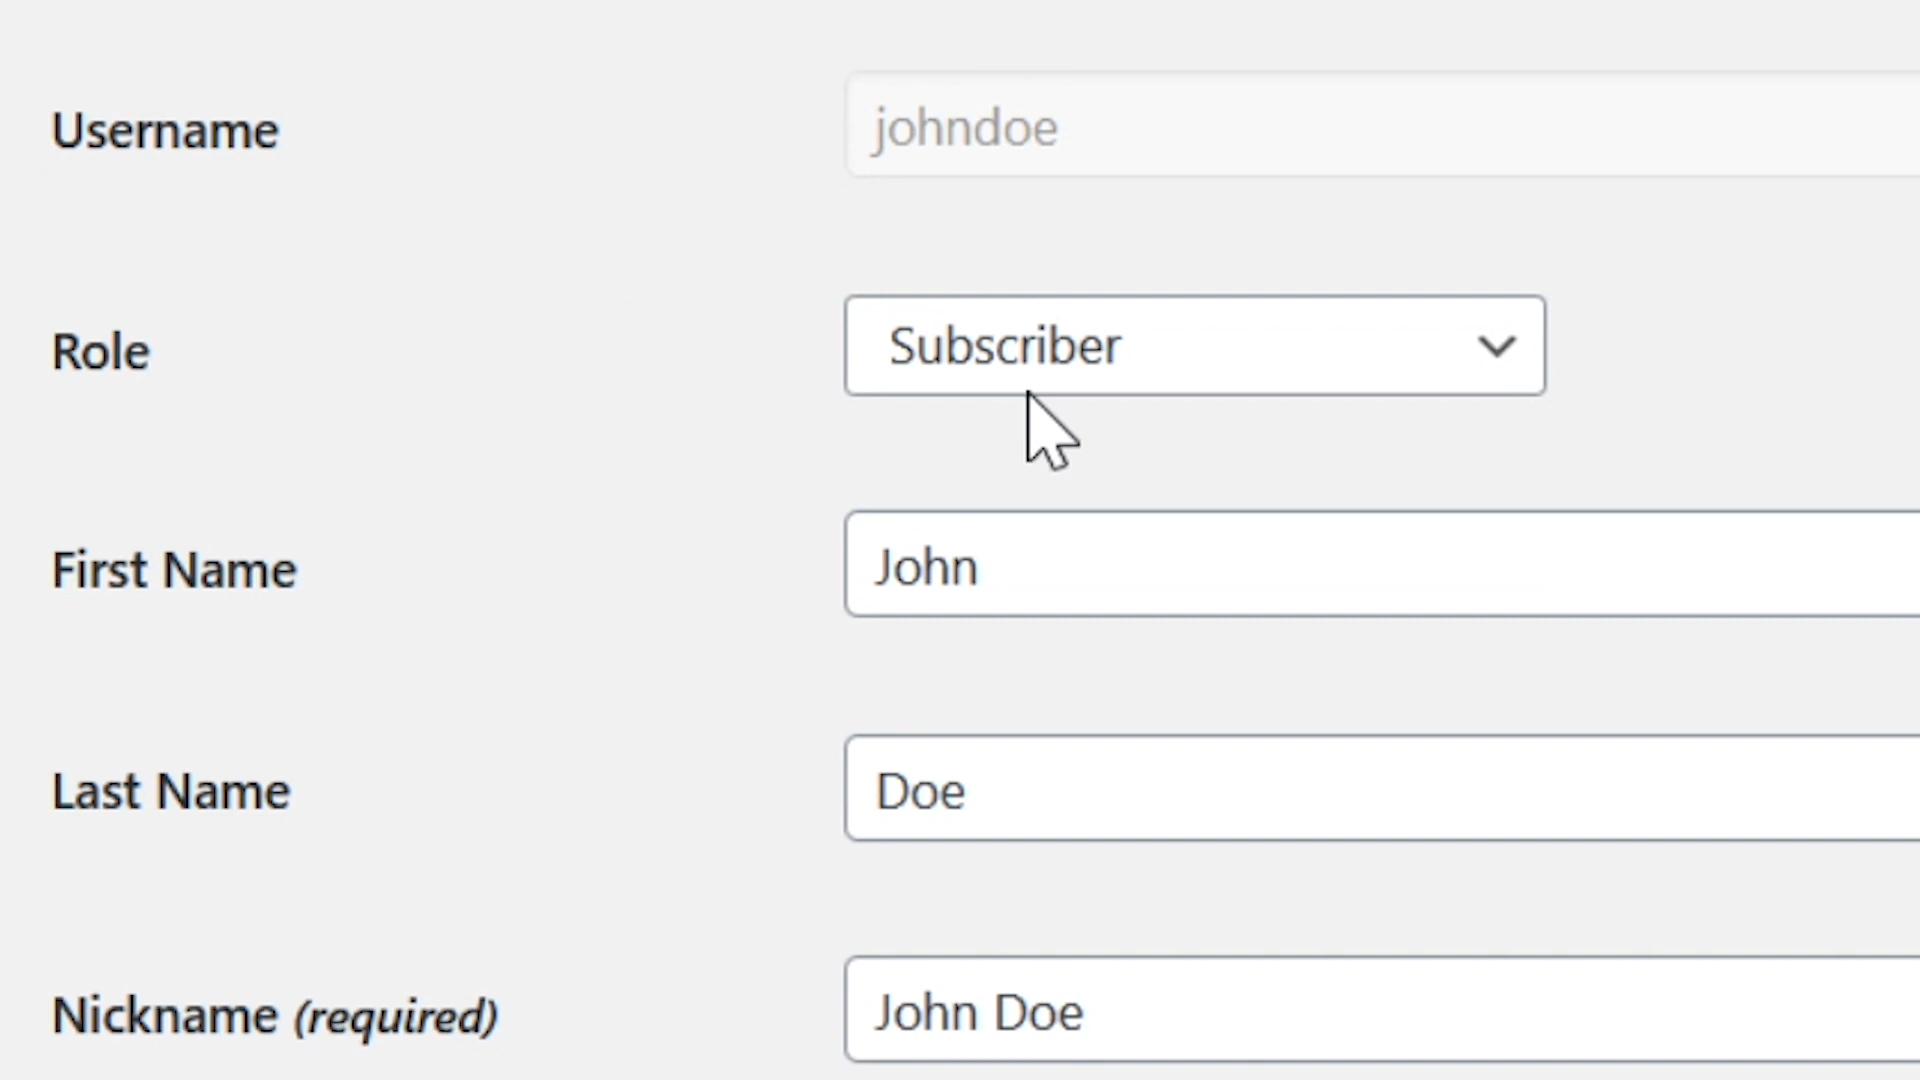 Username
johndoe
Role
Subscriber
First Name
John
Last Name
Doe
Nickname (required)
John Doe